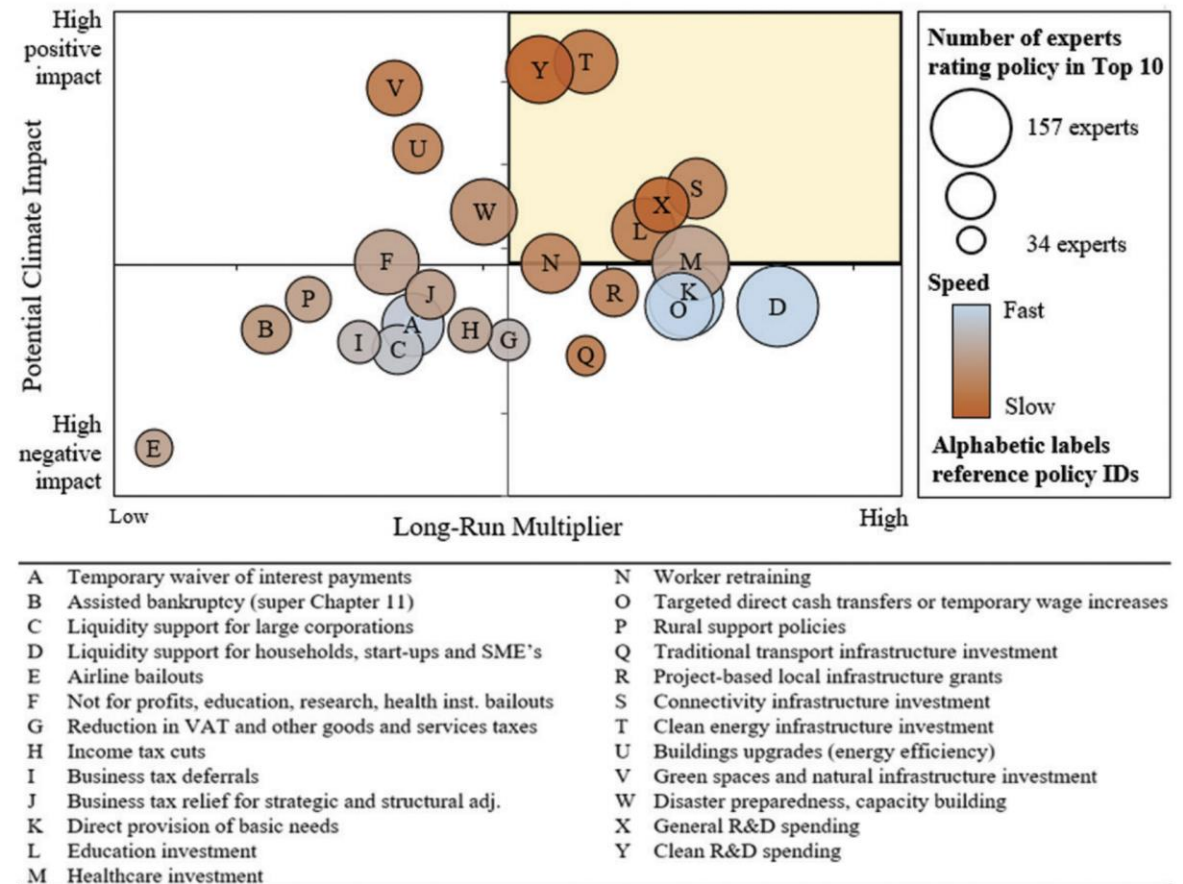 High
positive
impact
Potential Climate Impact
High
negative
impact
Low
Long-Run Multiplier
High
Y
T
V
U
S
X
W
L
F
N
M
J
P
R
K
O
D
B
A
H
I
C
G
Q
E
Number of experts
rating policy in Top 10
157 experts
34 experts
Speed
Fast
Slow
Alphabetic labels
reference policy IDs
A Temporary waiver of interest payments
B Assisted bankruptcy (super Chapter 11)
C Liquidity support for large corporations
D Liquidity support for households, start-ups and SME's
E Airline bailouts
F Not for profits, education, research, health inst. bailouts
G Reduction in VAT and other goods and services taxes
H Income tax cuts
I Business tax deferrals
J Business tax relief for strategic and structural adj.
K Direct provision of basic needs
L Education investment
M Healthcare investment
N Worker retraining
O Targeted direct cash transfers or temporary wage increases
P Rural support policies
Q Traditional transport infrastructure investment
R Project-based local infrastructure grants
S Connectivity infrastructure investment
T Clean energy infrastructure investment
U Buildings upgrades (energy efficiency)
V Green spaces and natural infrastructure investment
W Disaster preparedness, capacity building
X General R&D spending
Y Clean R&D spending